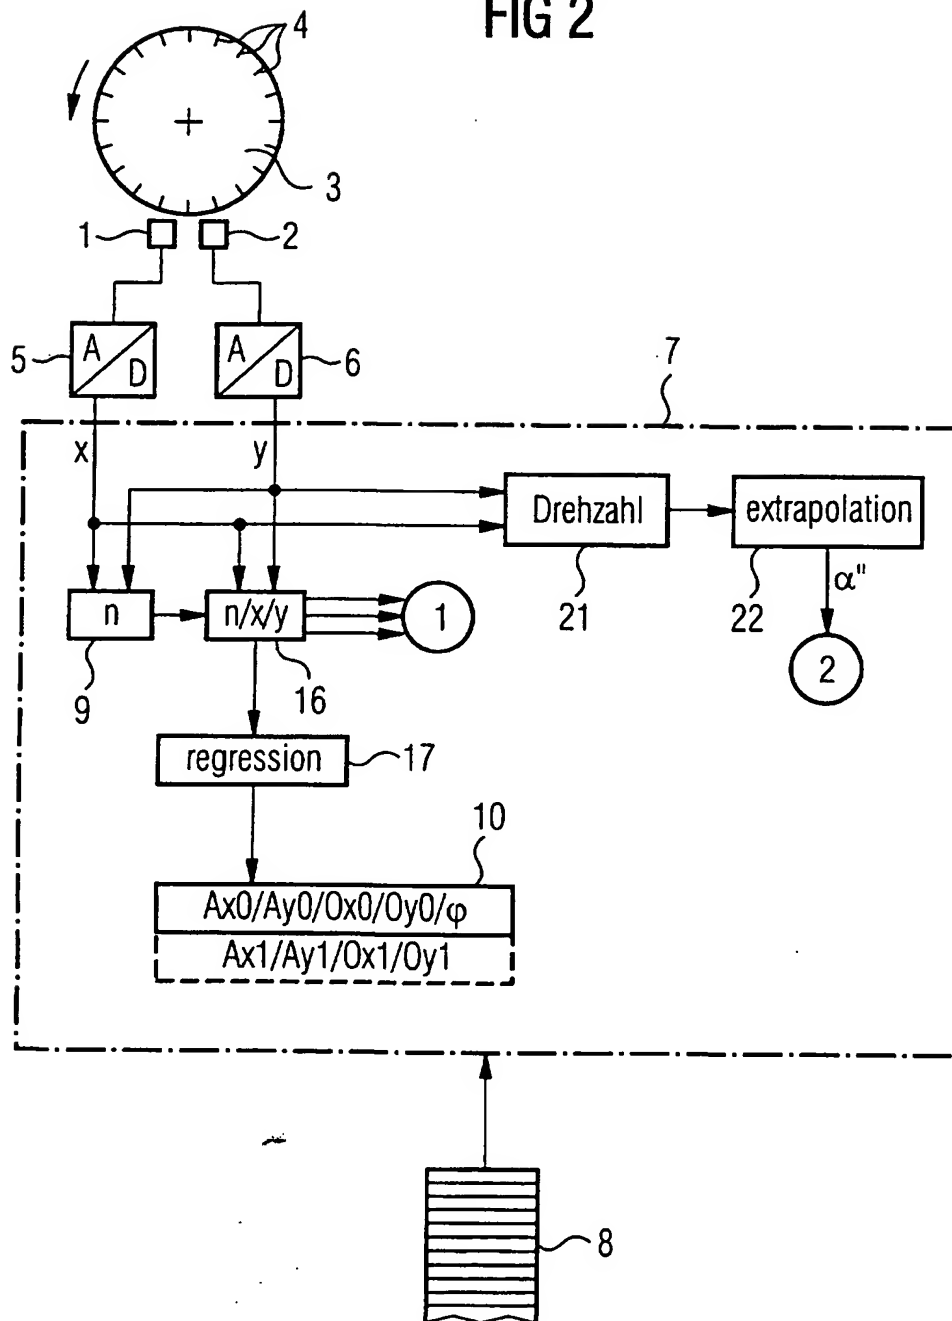 FIG 2
4
3
1
2
5
A
D
A
D
6
7
x
y
Drehzahl
extrapolation
n
n/x/y
1
21
22
α"
9
16
2
regression
17
10
Ax0/Ay0/Ox0/Oy0/φ
Ax1/Ay1/Ox1/Oy1
8